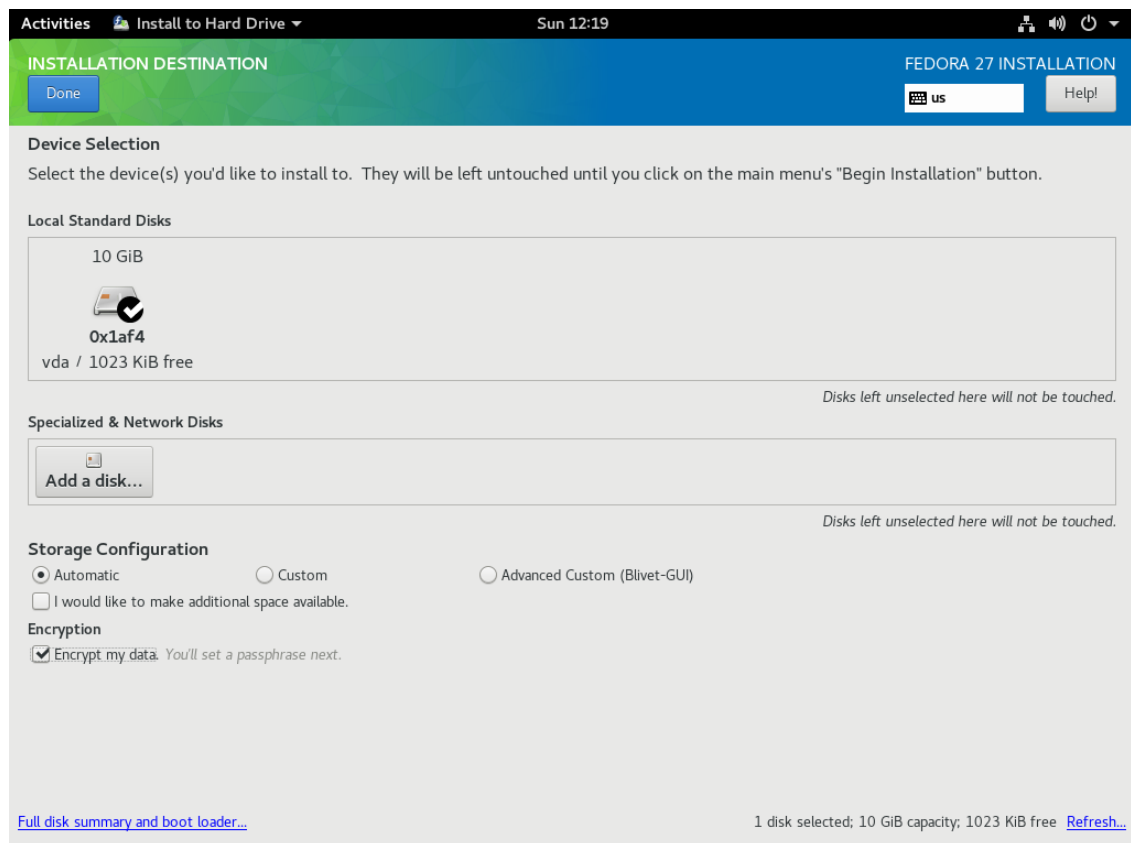 Activities Install to Hard Drive Sun 12:19
INSTALLATION DESTINATION FEDORA 27 INSTALLATION
Done us Help!
Device Selection
Select the device(s) you'd like to install to. They will be left untouched until you click on the main menu's "Begin Installation" button.
Local Standard Disks
10 GiB
0x1af4
vda / 1023 KiB free
Disks left unselected here will not be touched.
Specialized & Network Disks
Add a disk...
Disks left unselected here will not be touched.
Storage Configuration
Automatic Custom Advanced Custom (Blivet-GUI)
I would like to make additional space available.
Encryption
Encrypt my data. You'll set a passphrase next.
Full disk summary and boot loader... 1 disk selected; 10 GiB capacity; 1023 KiB free Refresh...